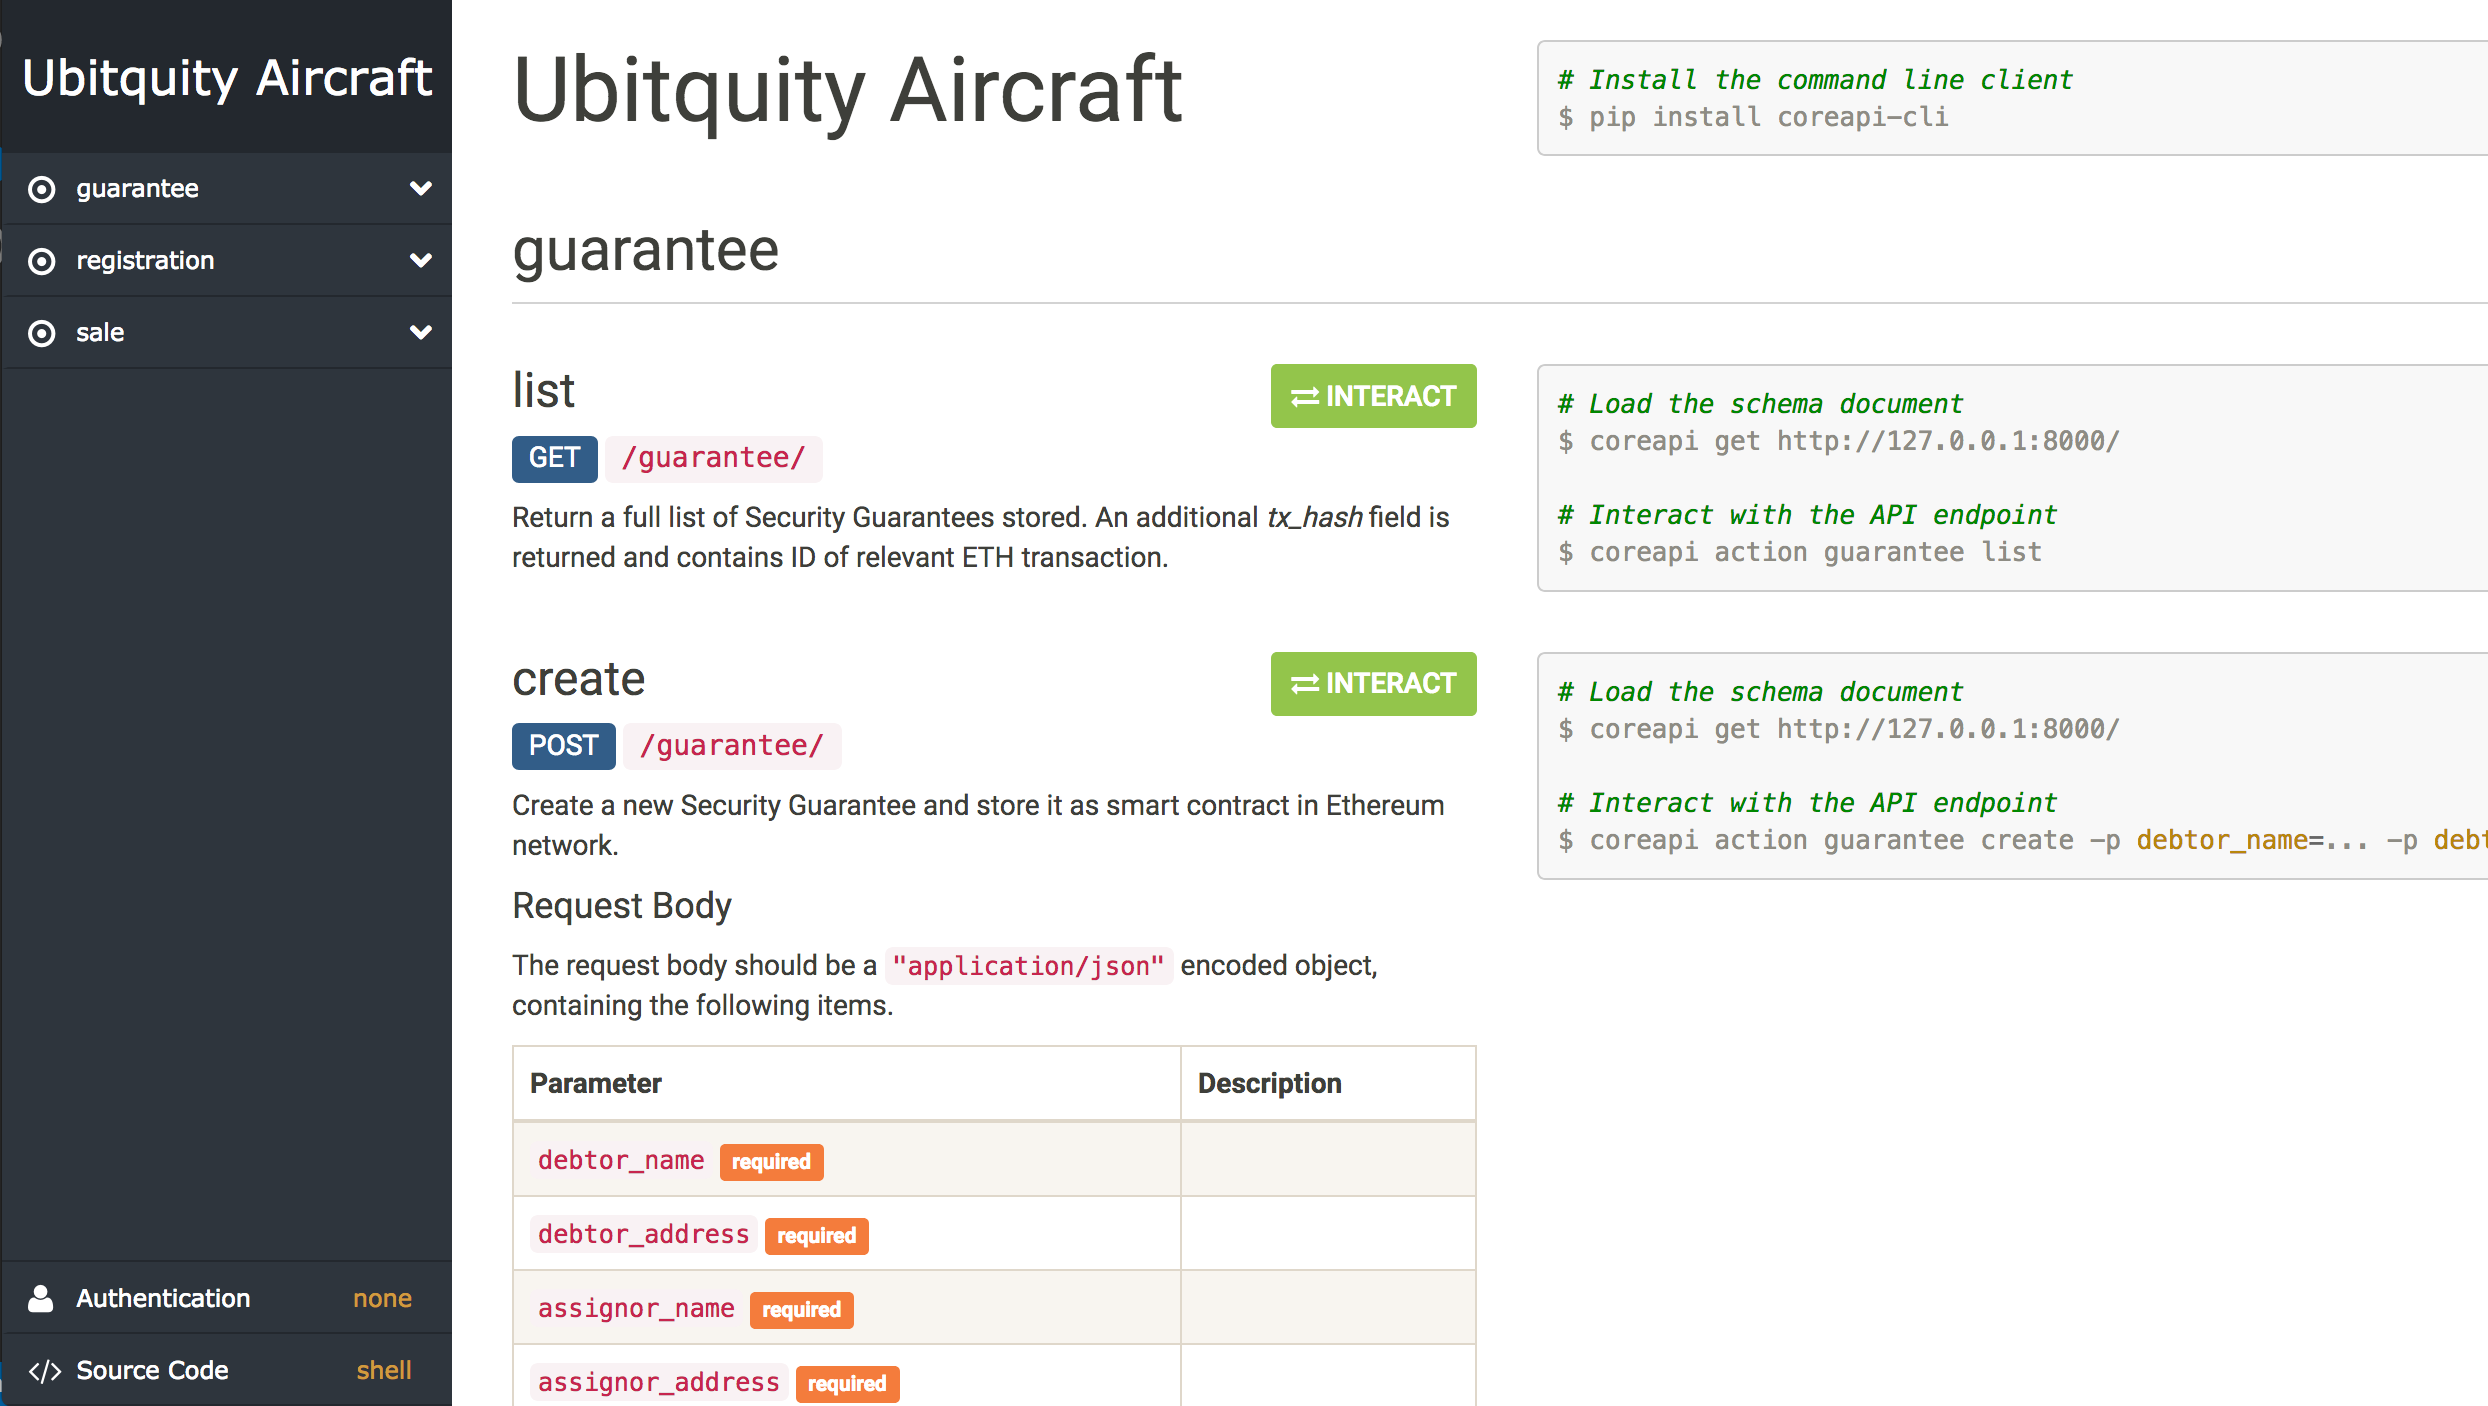 Ubitquity Aircraft
guarantee
registration
sale
Authentication none
</> Source Code shell
Ubitquity Aircraft
# Install the command line client
$ pip install coreapi-cli
guarantee
list
INTERACT
GET /guarantee/
Return a full list of Security Guarantees stored. An additional tx_hash field is
returned and contains ID of relevant ETH transaction.
# Load the schema document
$ coreapi get http://127.0.0.1:8000/
# Interact with the API endpoint
$ coreapi action guarantee list
create
INTERACT
POST /guarantee/
Create a new Security Guarantee and store it as smart contract in Ethereum
network.
Request Body
The request body should be a "application/json" encoded object,
containing the following items.
Parameter Description
debtor_name required
debtor_address required
assignor_name required
assignor_address required
# Load the schema document
$ coreapi get http://127.0.0.1:8000/
# Interact with the API endpoint
$ coreapi action guarantee create -p debtor_name=... -p debt